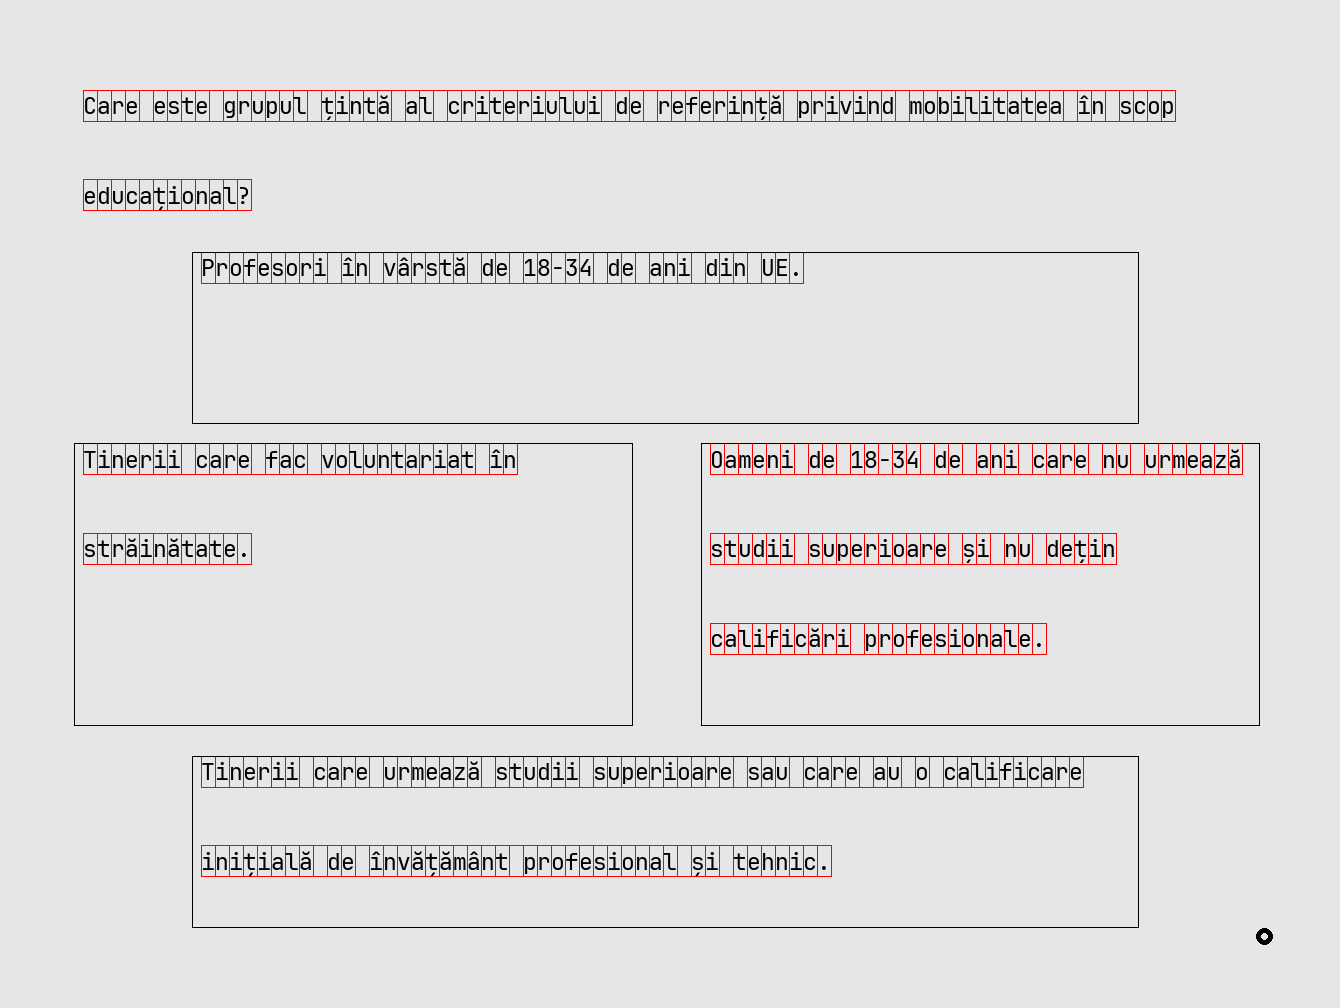 Care este grupul țintă al criteriului de referință privind mobilitatea în scop
educațional?
Profesori în vârstă de 18-34 de ani din UE.
Tinerii care fac voluntariat în
străinătate.
Oameni de 18-34 de ani care nu urmează
studii superioare și nu dețin
calificări profesionale.
Tinerii care urmează studii superioare sau care au o calificare
inițială de învățământ profesional și tehnic.